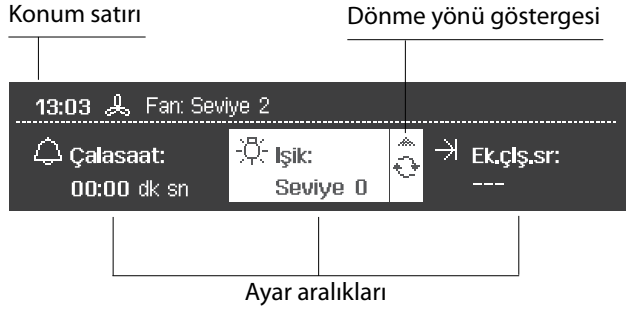 Konum satırı
Dönme yönü göstergesi
13:03 Fan: Seviye 2
Çalasaat:
00:00 dk sn
Işik:
Seviye 0
Ek.çlş.sr:
---
Ayar aralıkları